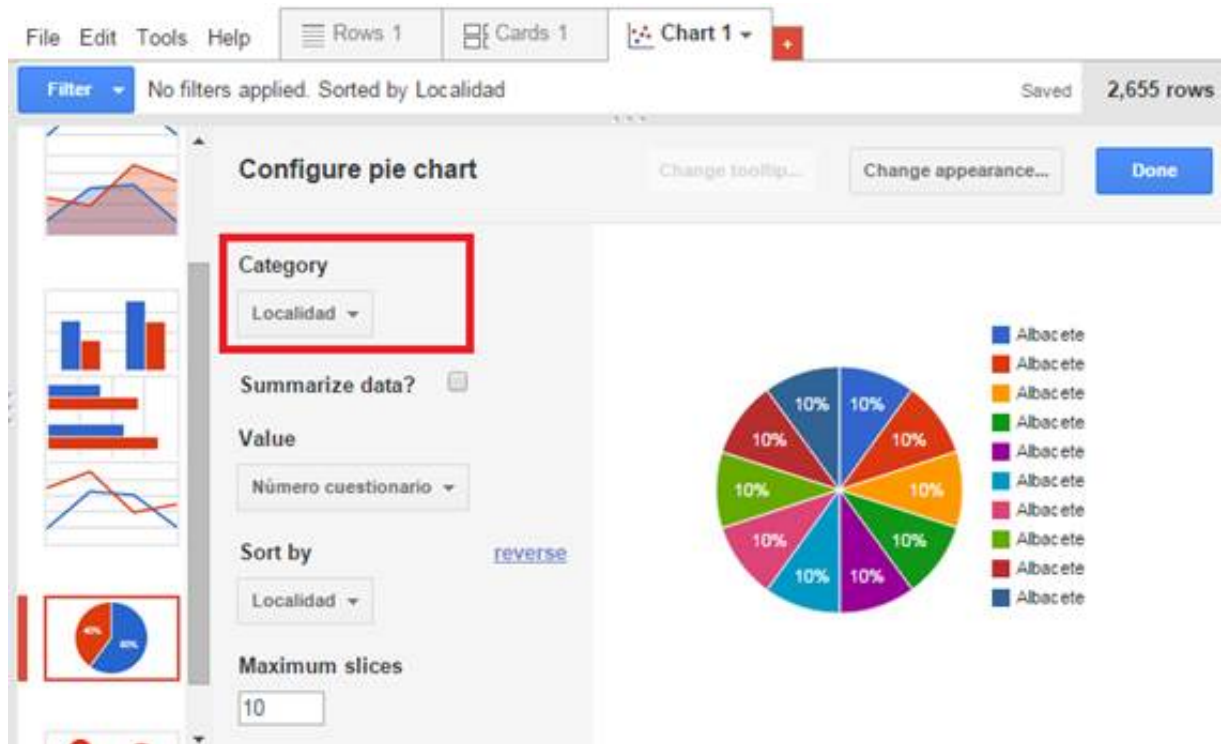 File Edit Tools Help Rows 1 Cards 1 Chart 1 +
Filter No filters applied. Sorted by Localidad Saved 2,655 rows
Configure pie chart Change tooltip... Change appearance... Done
Category
Localidad
Summarize data?
Value
Número cuestionario
Sort by reverse
Localidad
Maximum slices
10
40% 60%
10% 10%
10% 10%
10% 10%
10% 10%
10% 10%
Albacete
Albacete
Albacete
Albacete
Albacete
Albacete
Albacete
Albacete
Albacete
Albacete